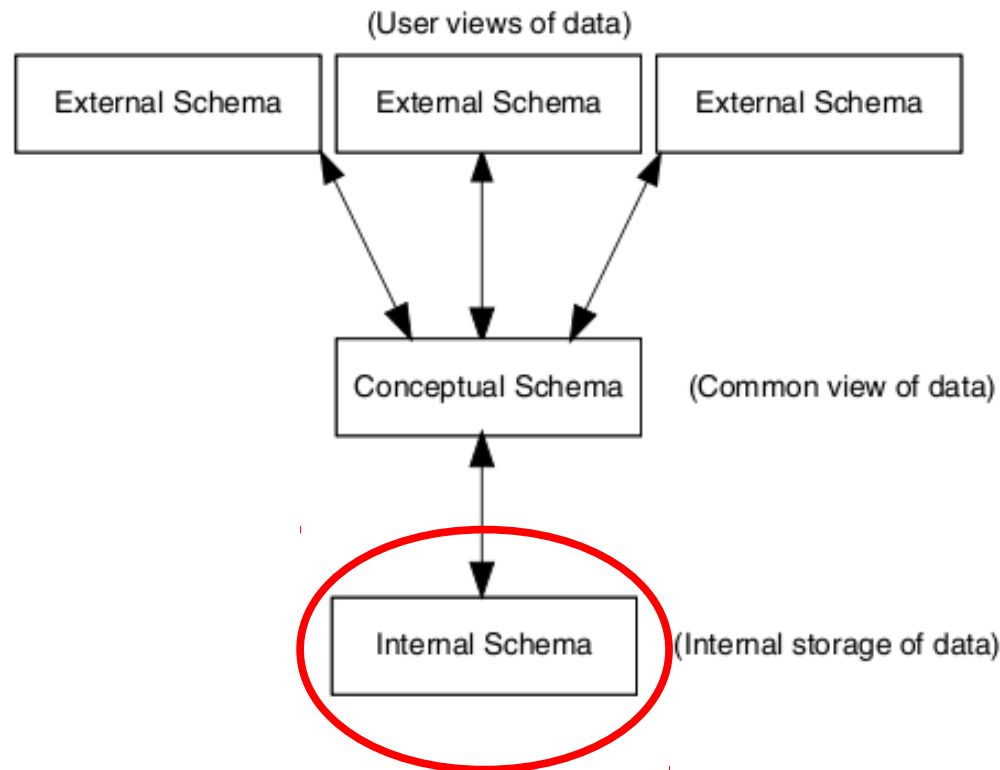 (User views of data)
External Schema
External Schema
External Schema
Conceptual Schema
(Common view of data)
Internal Schema
(Internal storage of data)